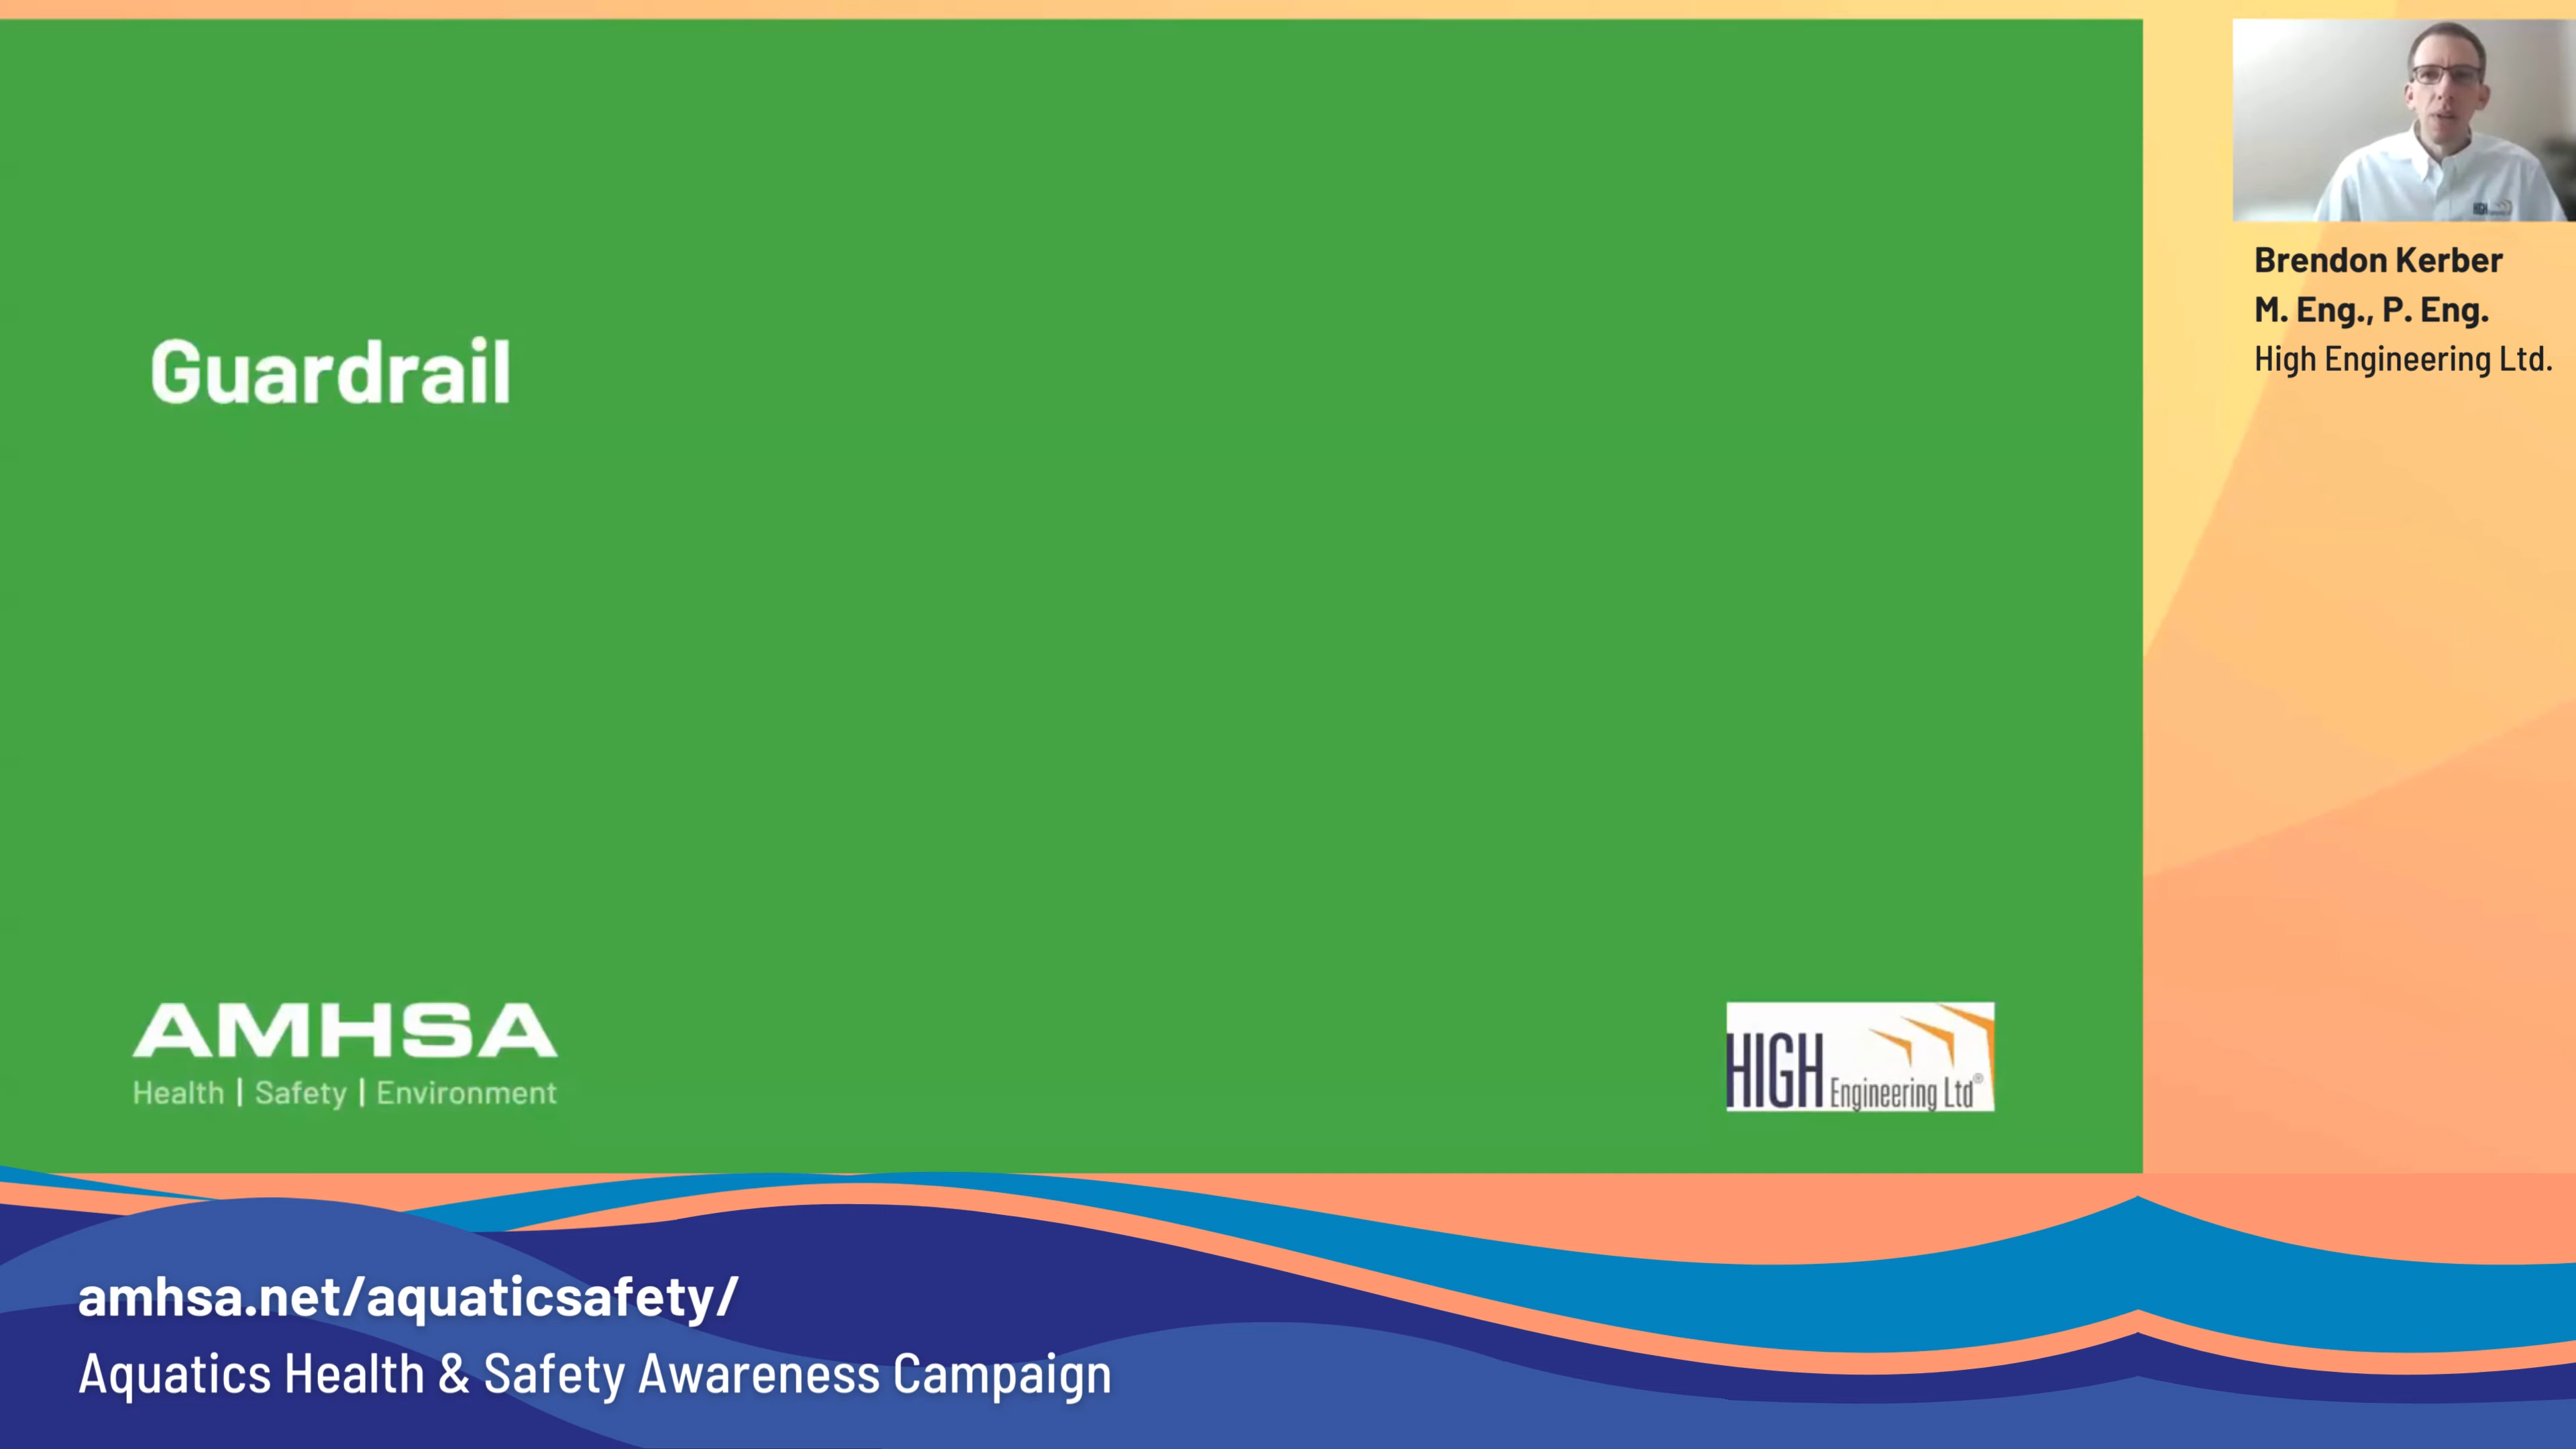 Guardrail
AMHSA
Health | Safety | Environment
HIGH Engineering Ltd®
Brendon Kerber
M. Eng., P. Eng.
High Engineering Ltd.
amhsa.net/aquaticsafety/
Aquatics Health & Safety Awareness Campaign